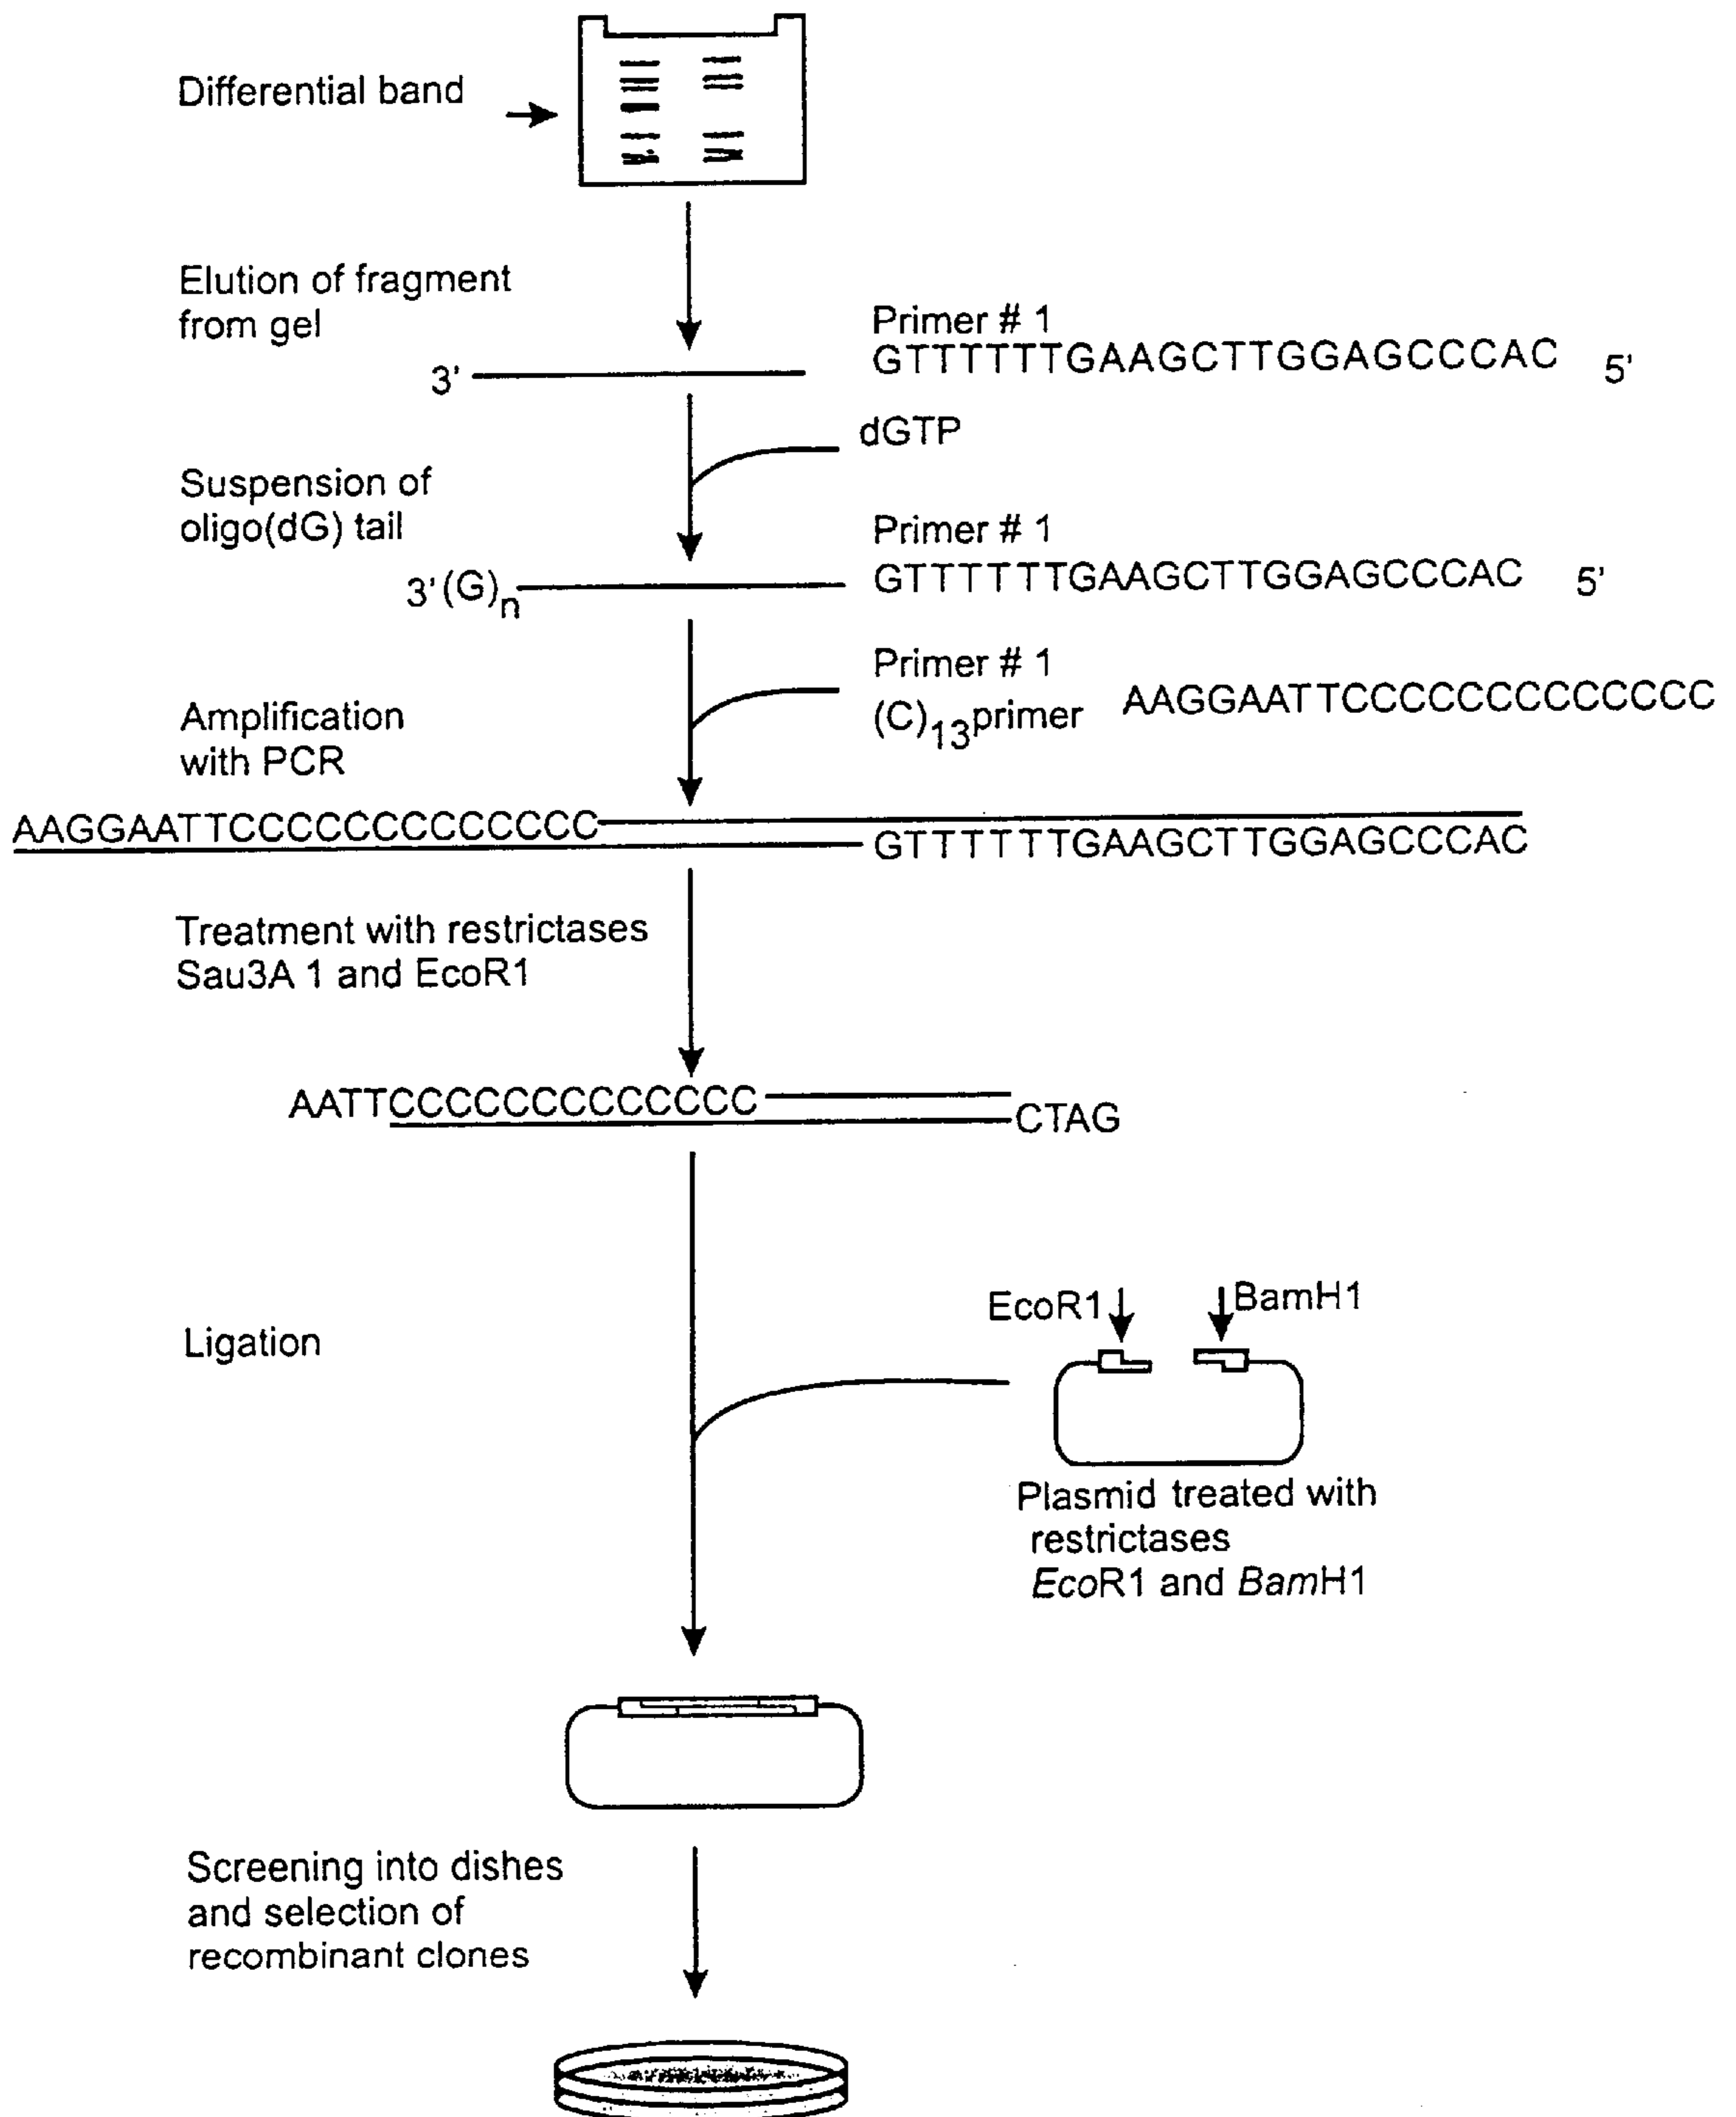 Differential band
Elution of fragment
from gel
Primer # 1
GTTTTTTGAAGCTTGGAGCCCAC 5'
3'
dGTP
Suspension of
oligo(dG) tail
Primer # 1
3' (G)n GTTTTTTGAAGCTTGGAGCCCAC 5'
Primer # 1
(C)13primer AAGGAATTCCCCCCCCCCCCC
Amplification
with PCR
AAGGAATTCCCCCCCCCCCCC
GTTTTTTGAAGCTTGGAGCCCAC
Treatment with restrictases
Sau3A 1 and EcoR1
AATTCCCCCCCCCCCCC
CTAG
EcoR1 BamH1
Ligation
Plasmid treated with
restrictases
EcoR1 and BamH1
Screening into dishes
and selection of
recombinant clones